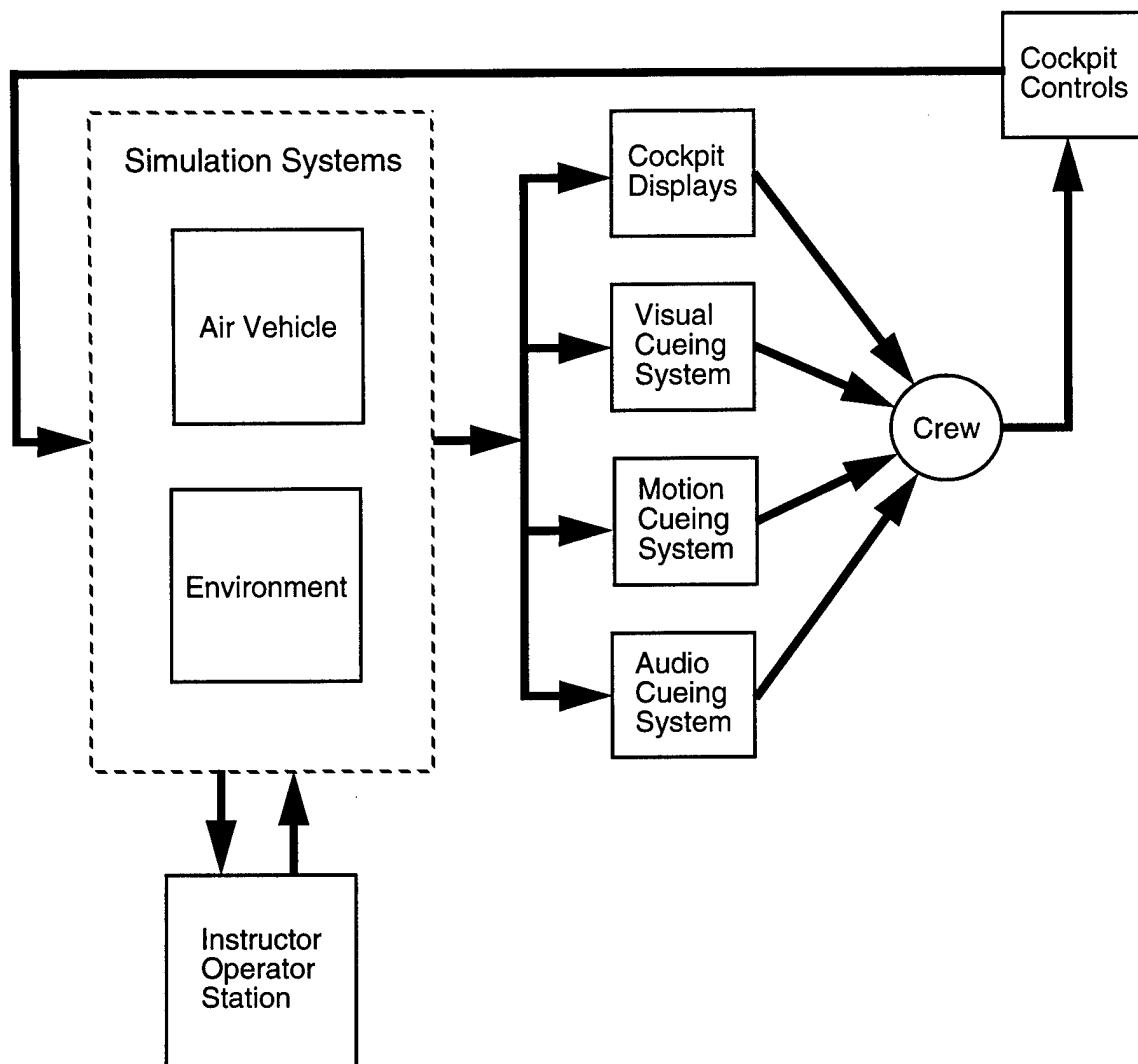 Cockpit
Controls
Simulation Systems
Cockpit
Displays
Air Vehicle
Visual
Cueing
System
Crew
Motion
Cueing
System
Environment
Audio
Cueing
System
Instructor
Operator
Station